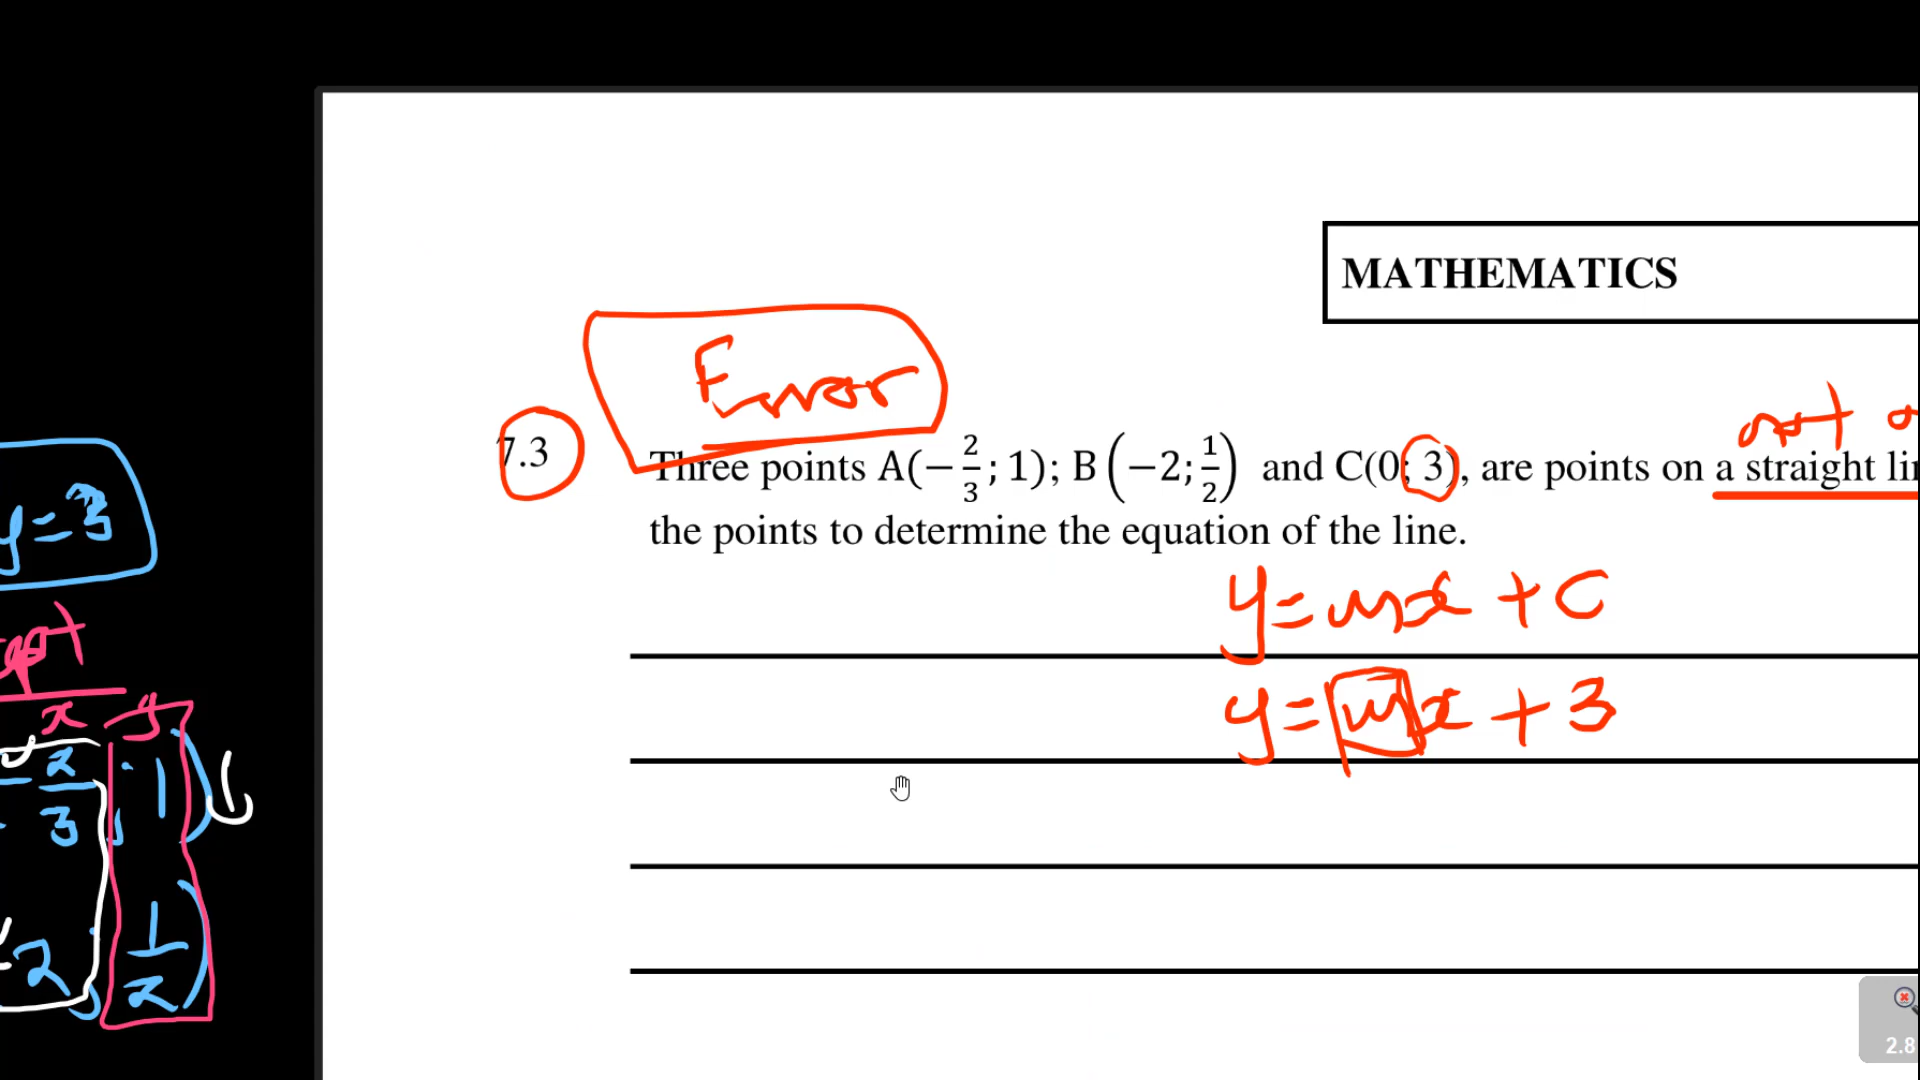 MATHEMATICS
Error
not
7.3 Three points A(−2/3; 1); B(−2; 1/2) and C(0; 3), are points on a straight
the points to determine the equation of the line.
y=3
y=mx+c
y=mx+3
x y
2/3; 1)
2; 1/2)
2.8